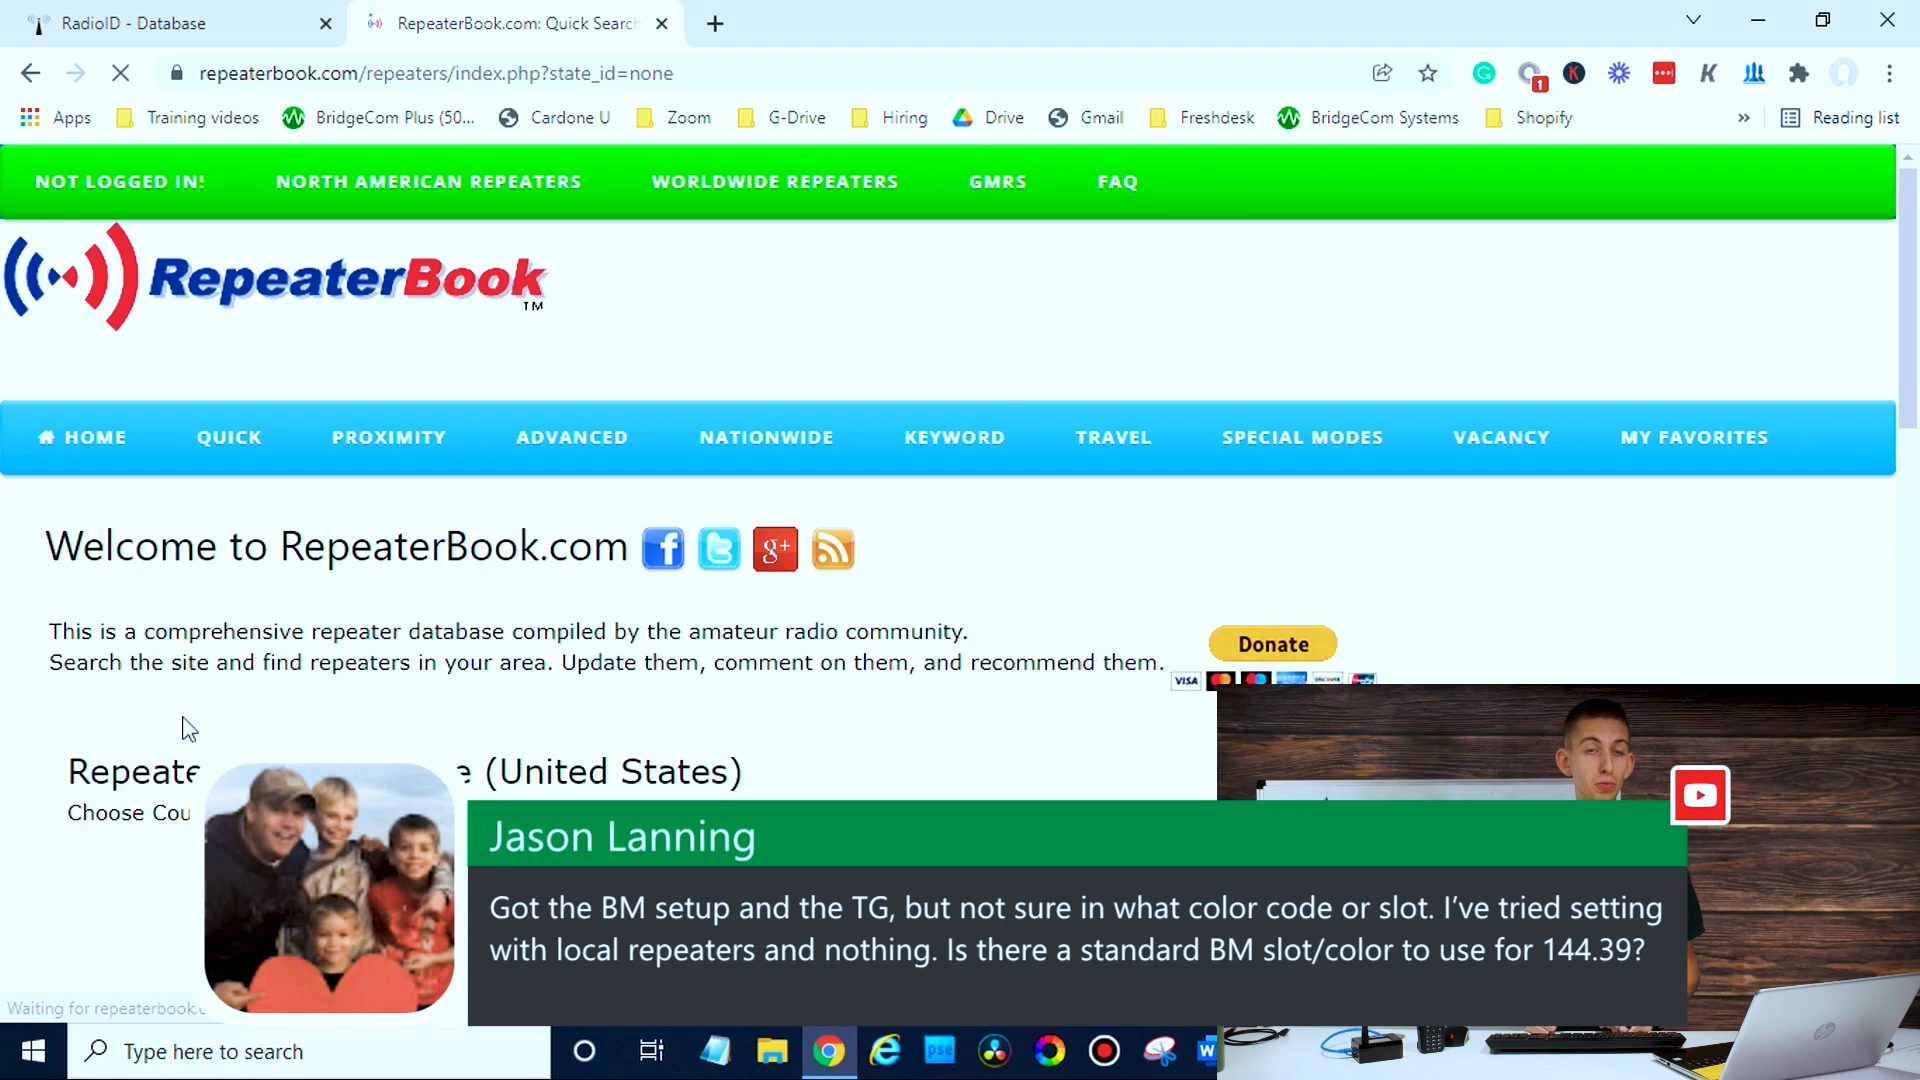 RadioID - Database
RepeaterBook.com: Quick Search
repeaterbook.com/repeaters/index.php?state_id=none
1
Apps Training videos BridgeCom Plus (50... Cardone U Zoom G-Drive Hiring Drive Gmail Freshdesk BridgeCom Systems Shopify » Reading list
NOT LOGGED IN! NORTH AMERICAN REPEATERS WORLDWIDE REPEATERS GMRS FAQ
RepeaterBook
TM
HOME QUICK PROXIMITY ADVANCED NATIONWIDE KEYWORD TRAVEL SPECIAL MODES VACANCY MY FAVORITES
Welcome to RepeaterBook.com f t g+
This is a comprehensive repeater database compiled by the amateur radio community.
Search the site and find repeaters in your area. Update them, comment on them, and recommend them.
Donate
VISA
Repeate e (United States)
Choose Cou
Jason Lanning
Got the BM setup and the TG, but not sure in what color code or slot. I've tried setting
with local repeaters and nothing. Is there a standard BM slot/color to use for 144.39?
Waiting for repeaterbook.c
Type here to search
pse
W
hp